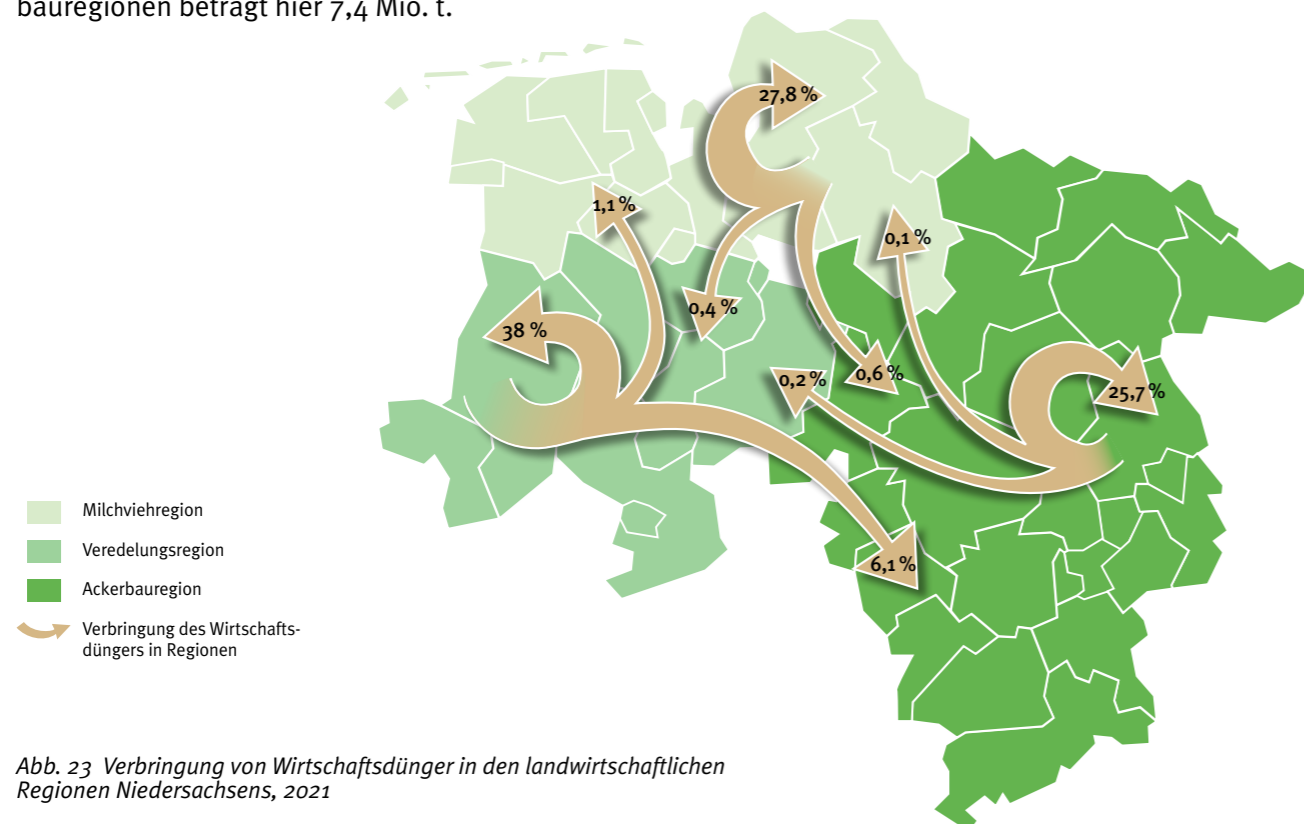 bauregionen beträgt hier 7,4 Mio. t.
27,8 %
1,1 %
0,1 %
0,4 %
38 %
0,2 %
0,6 %
25,7 %
6,1 %
Milchviehregion
Veredelungsregion
Ackerbauregion
Verbringung des Wirtschafts-
düngers in Regionen
Abb. 23 Verbringung von Wirtschaftsdünger in den landwirtschaftlichen
Regionen Niedersachsens, 2021